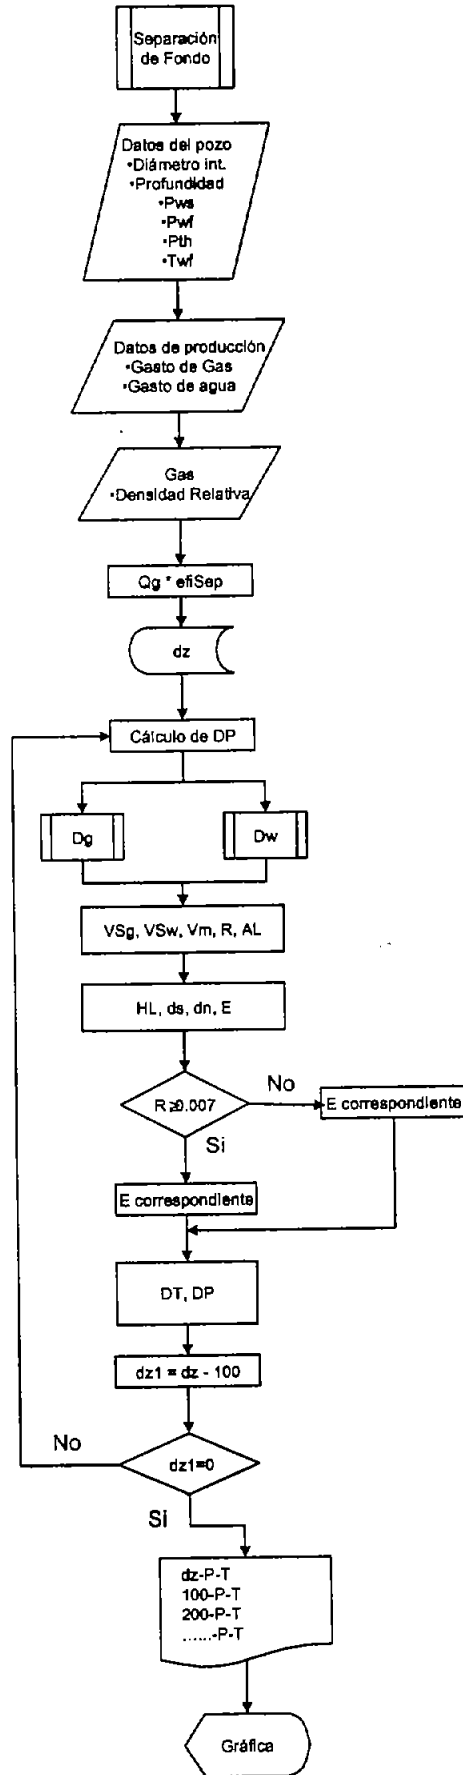 Separación
de Fondo
Datos del pozo
•Diámetro int.
•Profundidad
•Pws
•Pwf
•Pth
•Twf
Datos de producción
•Gasto de Gas
•Gasto de agua
Gas
•Densidad Relativa
Qg * efiSep
dz
Cálculo de DP
Dg
Dw
VSg, VSw, Vm, R, AL
HL, ds, dn, E
R ≥0.007
No
E correspondiente
Si
E correspondiente
DT, DP
dz1 = dz - 100
No
dz1=0
Si
dz-P-T
100-P-T
200-P-T
......-P-T
Gráfica